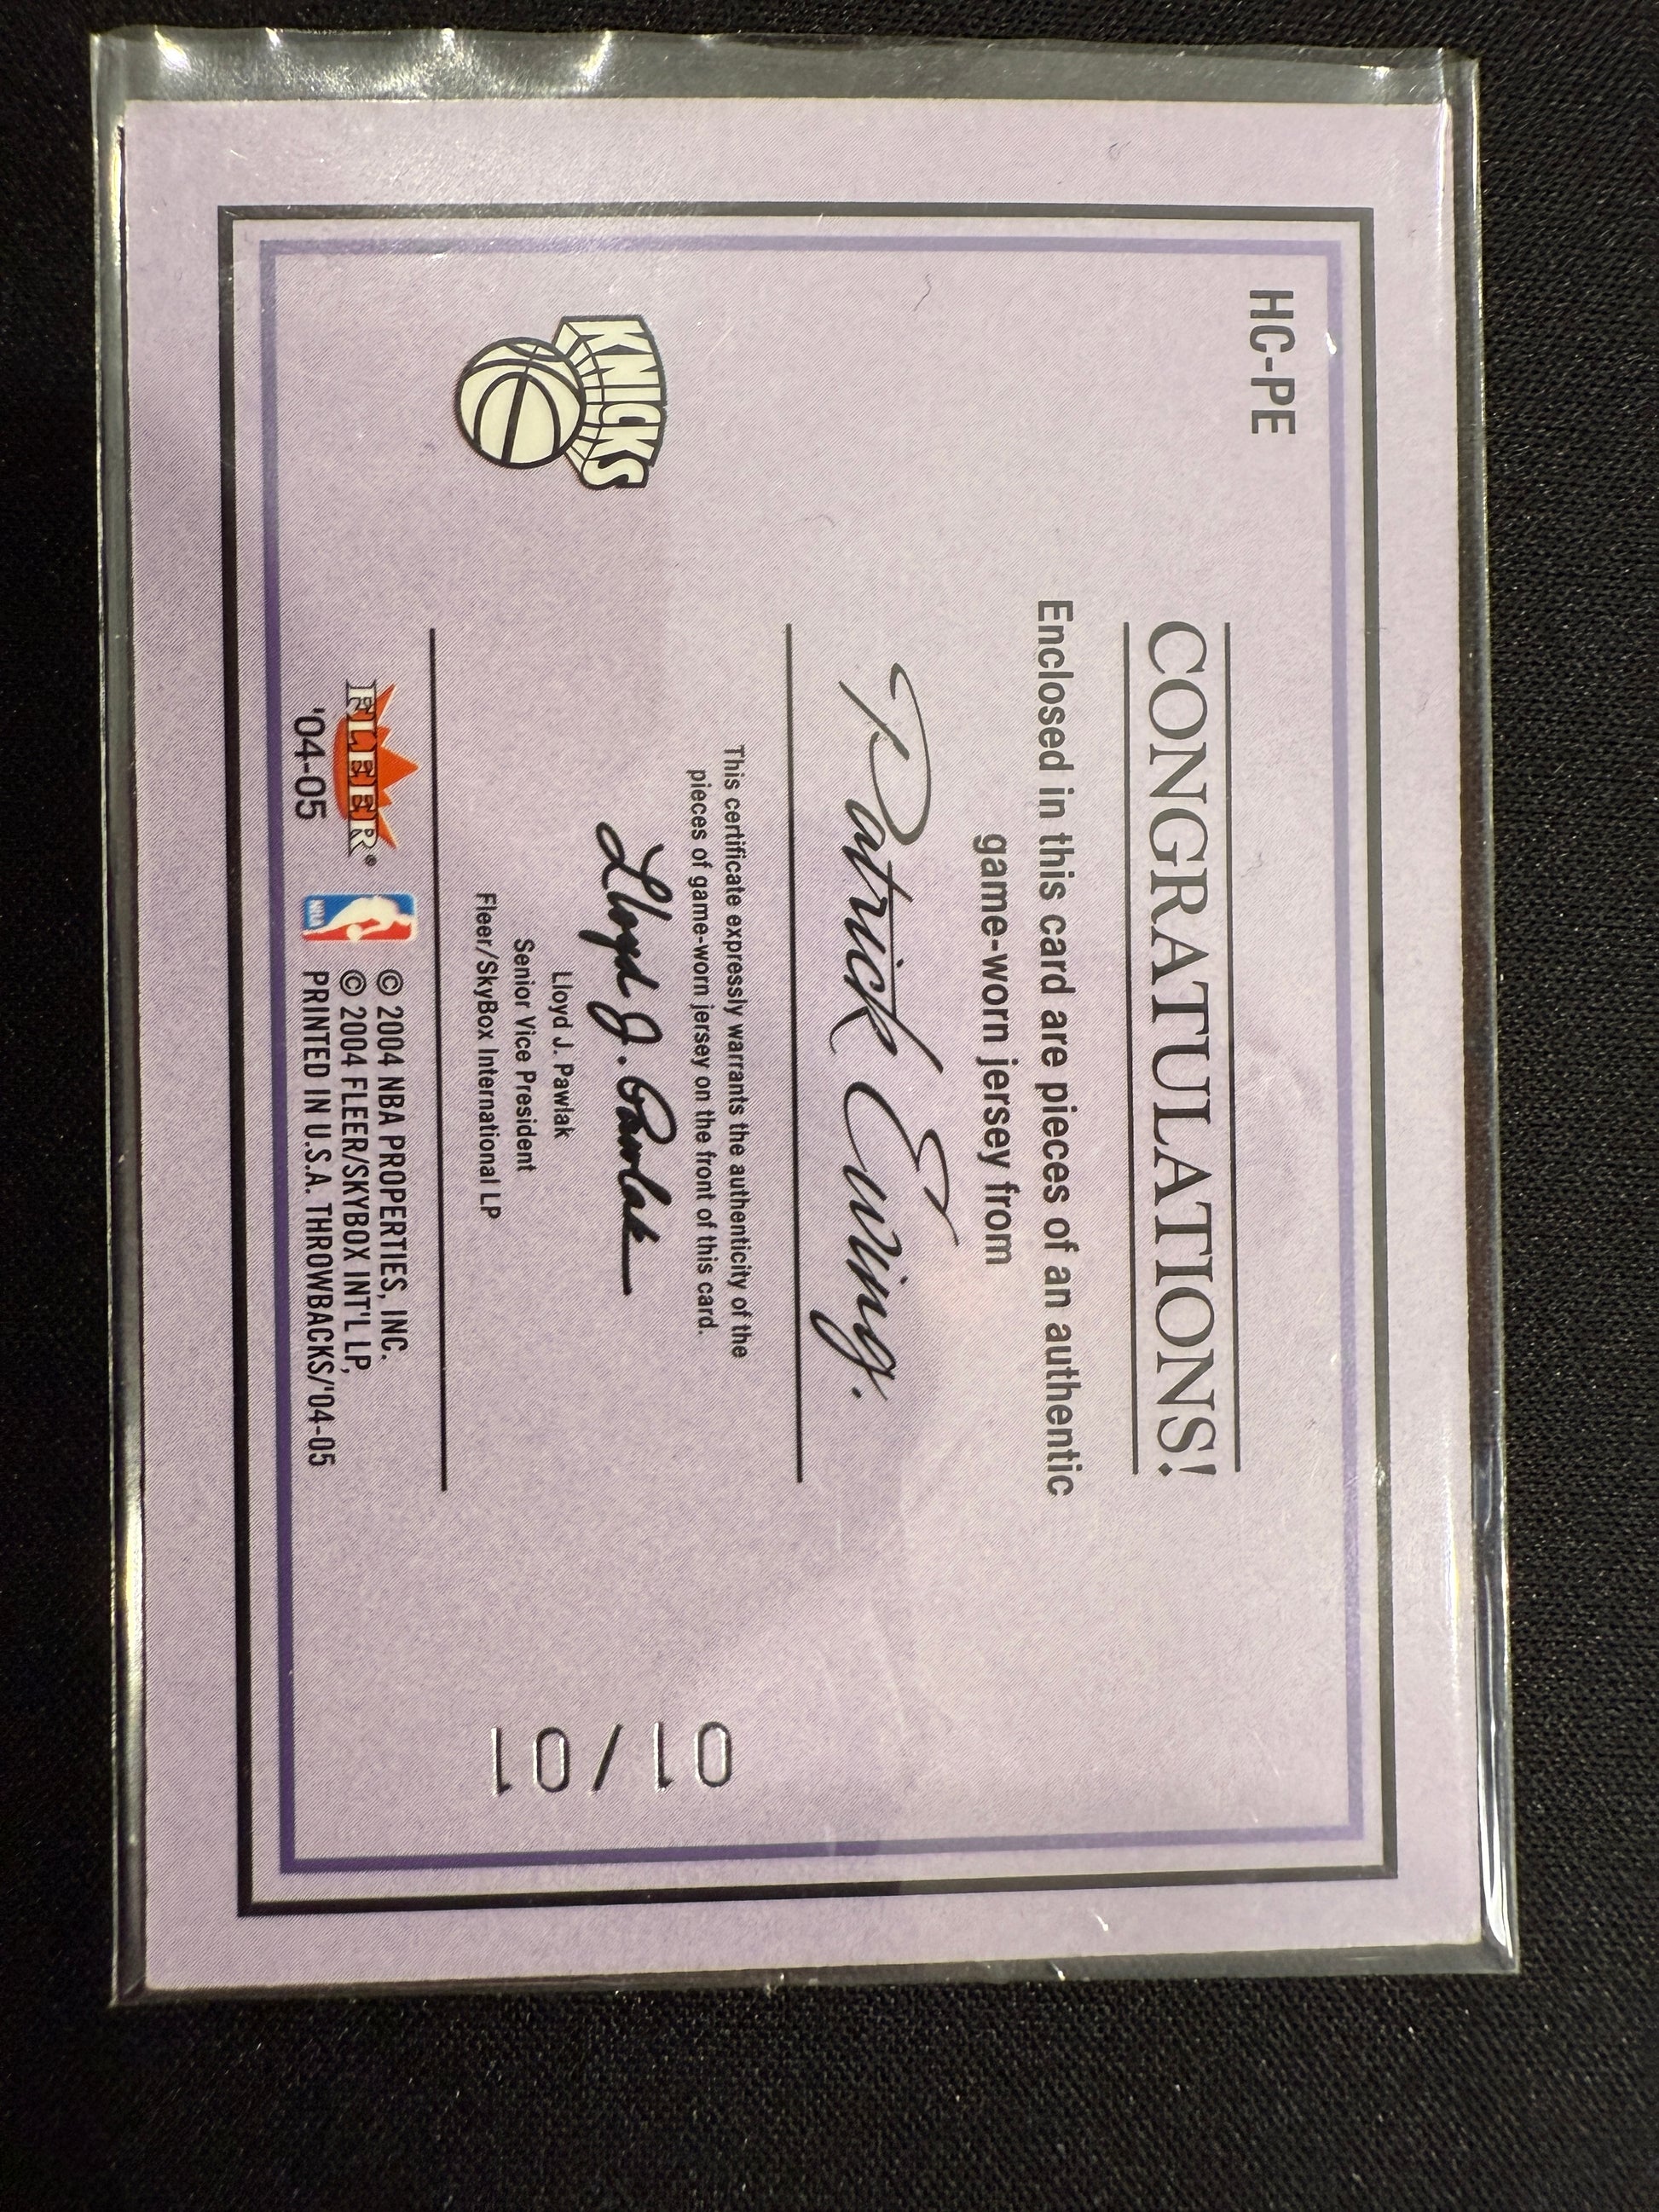 HC-PE
CONGRATULATIONS!
Enclosed in this card are pieces of an authentic
game-worn jersey from
Patrick Ewing.
This certificate expressly warrants the authenticity of the
pieces of game-worn jersey on the front of this card.
Lloyd J. Pawlak
Lloyd J. Pawlak
Senior Vice President
Fleer/SkyBox International LP
KNICKS
01/01
FLEER®
'04-05
NBA
© 2004 NBA PROPERTIES, INC.
© 2004 FLEER/SKYBOX INT'L LP,
PRINTED IN U.S.A. THROWBACKS/'04-05